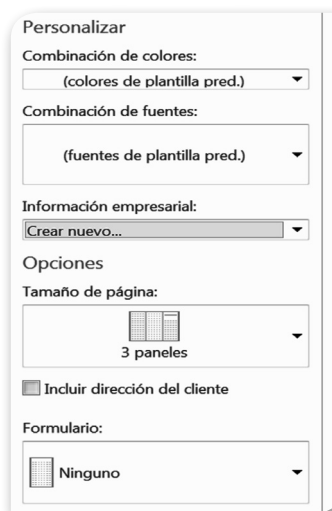 Personalizar
Combinación de colores:
(colores de plantilla pred.)
Combinación de fuentes:
(fuentes de plantilla pred.)
Información empresarial:
Crear nuevo...
Opciones
Tamaño de página:
3 paneles
Incluir dirección del cliente
Formulario:
Ninguno